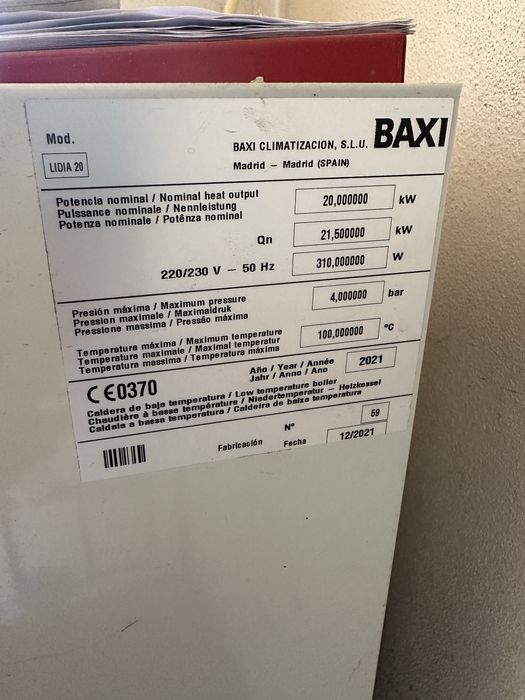 Mod.
LIDIA 20
BAXI CLIMATIZACION, S.L.U.
BAXI
Madrid – Madrid (SPAIN)
Potencia nominal / Nominal heat output
Puissance nominale / Nennleistung
Potenza nominale / Potênza nominal
20,000000 kW
Qn 21,500000 kW
220/230 V – 50 Hz 310,000000 W
Presión máxima / Maximum pressure
Pression maximale / Maximaldruk
Pressione massima / Pressão máxima
4,000000 bar
Temperatura máxima / Maximum temperature
Temperature maximale / Maximal temperatur
Temperatura massima / Temperatura máxima
100,000000 °C
CE0370
Año / Year / Année
Jahr / Anno / Ano
2021
Caldera de baja temperatura / Low temperature boiler
Chaudière à basse température / Niedertemperatur – Heizkessel
Caldaia a bassa temperatura / Caldeira de baixa temperatura
Nº 59
Fabricación Fecha 12/2021